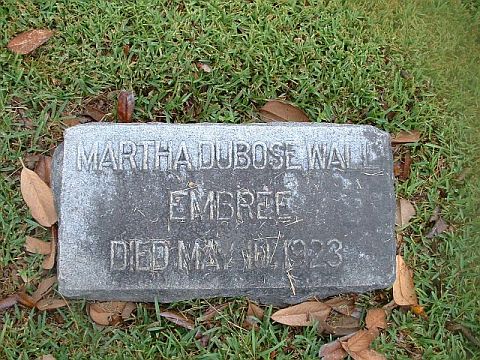 MARTHA DUBOSE WALL
EMBREE
DIED MAY 1923